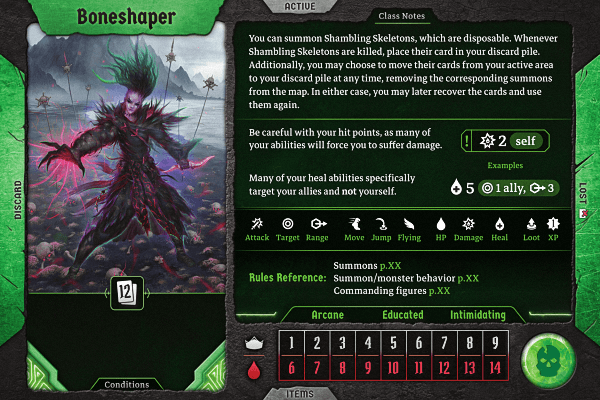 Boneshaper
ACTIVE
Class Notes
You can summon Shambling Skeletons, which are disposable. Whenever
Shambling Skeletons are killed, place their card in your discard pile.
Additionally, you may choose to move their cards from your active area
to your discard pile at any time, removing the corresponding summons
from the map. In either case, you may later recover the cards and use
them again.
Be careful with your hit points, as many of
your abilities will force you to suffer damage.
! 2 self
Examples
Many of your heal abilities specifically
target your allies and not yourself.
5 1 ally, 3
DISCARD
LOST
Attack Target Range Move Jump Flying HP Damage Heal Loot XP
12
Rules Reference:
Summons p.XX
Summon/monster behavior p.XX
Commanding figures p.XX
Arcane Educated Intimidating
1 2 3 4 5 6 7 8 9
6 7 8 9 10 11 12 13 14
Conditions
ITEMS